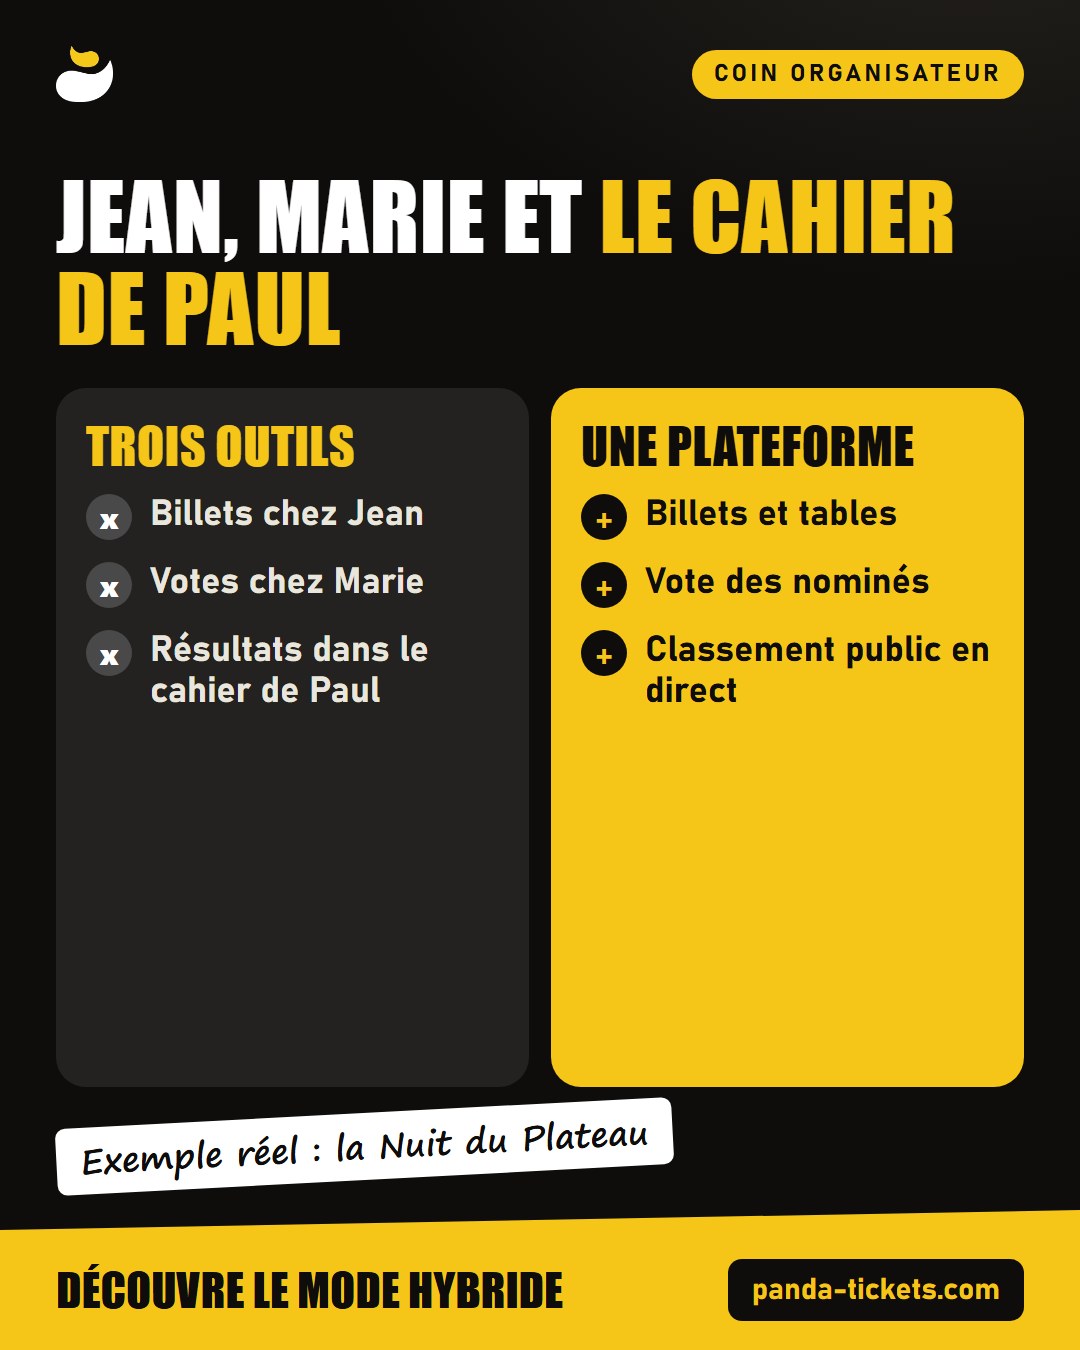 COIN ORGANISATEUR
JEAN, MARIE ET LE CAHIER
DE PAUL
TROIS OUTILS
x Billets chez Jean
x Votes chez Marie
x Résultats dans le
cahier de Paul
UNE PLATEFORME
+ Billets et tables
+ Vote des nominés
+ Classement public en
direct
Exemple réel : la Nuit du Plateau
DÉCOUVRE LE MODE HYBRIDE
panda-tickets.com